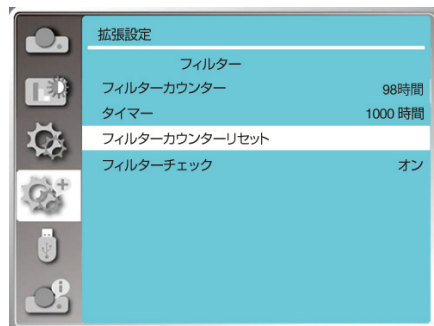 拡張設定
フィルター
フィルターカウンター 98時間
タイマー 1000 時間
フィルターカウンターリセット
フィルターチェック オン